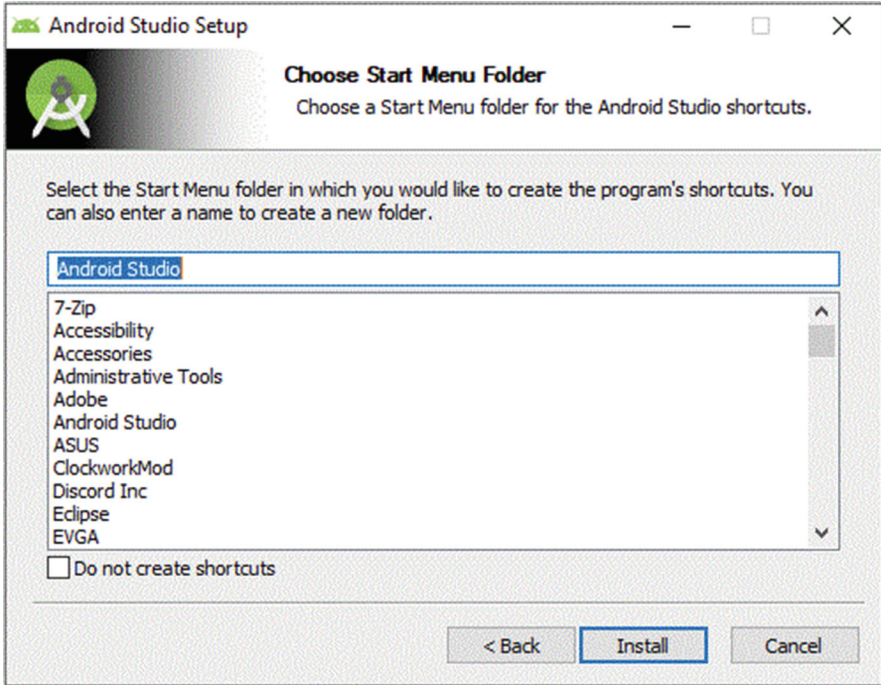 Android Studio Setup
Choose Start Menu Folder
Choose a Start Menu folder for the Android Studio shortcuts.
Select the Start Menu folder in which you would like to create the program's shortcuts. You
can also enter a name to create a new folder.
Android Studio
7-Zip
Accessibility
Accessories
Administrative Tools
Adobe
Android Studio
ASUS
ClockworkMod
Discord Inc
Eclipse
EVGA
Do not create shortcuts
< Back Install Cancel